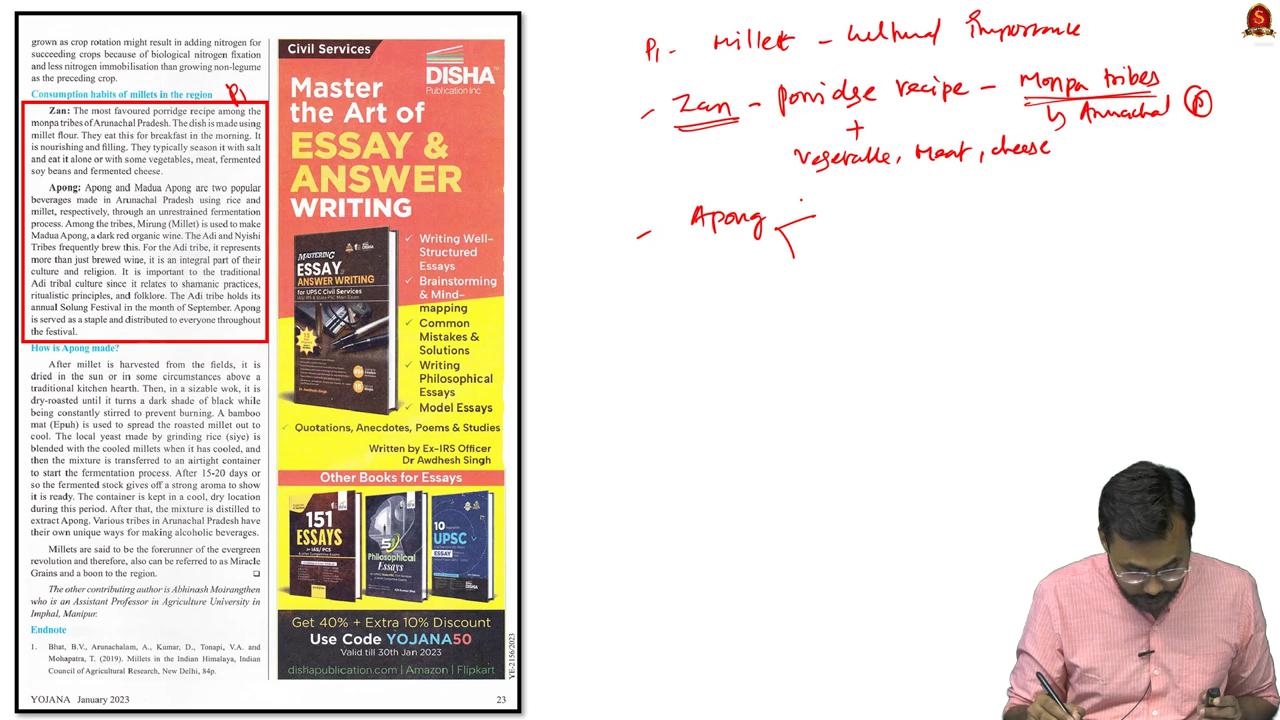 grown as crop rotation might result in adding nitrogen for
succeeding crops because of biological nitrogen fixation
and less nitrogen immobilisation than growing non-legume
as the preceding crop.
Consumption habits of millets in the region
P1
Zan: The most favoured porridge recipe among the
monpa tribes of Arunachal Pradesh. The dish is made using
millet flour. They eat this for breakfast in the morning. It
is nourishing and filling. They typically season it with salt
and eat it alone or with some vegetables, meat, fermented
soy beans and fermented cheese.
Apong: Apong and Madua Apong are two popular
beverages made in Arunachal Pradesh using rice and
millet, respectively, through an unrestrained fermentation
process. Among the tribes, Mirung (Millet) is used to make
Madua Apong, a dark red organic wine. The Adi and Nyishi
Tribes frequently brew this. For the Adi tribe, it represents
more than just brewed wine, it is an integral part of their
culture and religion. It is important to the traditional
Adi tribal culture since it relates to shamanic practices,
ritualistic principles, and folklore. The Adi tribe holds its
annual Solung Festival in the month of September. Apong
is served as a staple and distributed to everyone throughout
the festival.
How is Apong made?
After millet is harvested from the fields, it is
dried in the sun or in some circumstances above a
traditional kitchen hearth. Then, in a sizable wok, it is
dry-roasted until it turns a dark shade of black while
being constantly stirred to prevent burning. A bamboo
mat (Epuh) is used to spread the roasted millet out to
cool. The local yeast made by grinding rice (siye) is
blended with the cooled millets when it has cooled, and
then the mixture is transferred to an airtight container
to start the fermentation process. After 15-20 days or
so the fermented stock gives off a strong aroma to show
it is ready. The container is kept in a cool, dry location
during this period. After that, the mixture is distilled to
extract Apong. Various tribes in Arunachal Pradesh have
their own unique ways for making alcoholic beverages.
Millets are said to be the forerunner of the evergreen
revolution and therefore, also can be referred to as Miracle
Grains and a boon to the region.
The other contributing author is Abhinash Moirangthen
who is an Assistant Professor in Agriculture University in
Imphal, Manipur.
Endnote
1. Bhat, B.V., Arunachalam, A., Kumar, D., Tonapi, V.A. and
Mohapatra, T. (2019). Millets in the Indian Himalaya, Indian
Council of Agricultural Research, New Delhi, 84p.
YOJANA January 2023
23
Civil Services
DISHA
Publication Inc
Master
the Art of
ESSAY &
ANSWER
WRITING
MASTERING
ESSAY
& ANSWER WRITING
for UPSC Civil Services
✓ Writing Well-
Structured
Essays
✓ Brainstorming
& Mind-
mapping
✓ Common
Mistakes &
Solutions
✓ Writing
Philosophical
Essays
✓ Model Essays
✓ Quotations, Anecdotes, Poems & Studies
Written by Ex-IRS Officer
Dr Awdhesh Singh
Other Books for Essays
151
ESSAYS
Philosophical
Essays
10
UPSC
ESSAY
Get 40% + Extra 10% Discount
Use Code YOJANA50
Valid till 30th Jan 2023
dishapublication.com | Amazon | Flipkart
YE-2156/2023
P1 - Millet - Cultural Importance
- Zan - porridge recipe - Monpa tribes
↳ Arunachal P
+
vegetable, Meat, cheese
- Apong
S